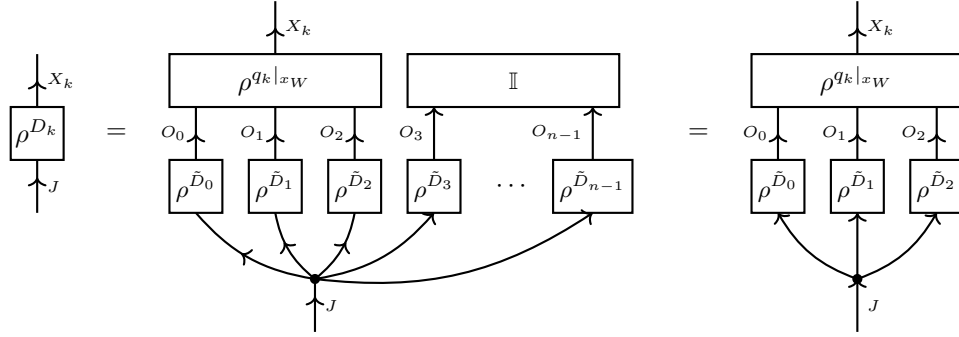 X_k X_k X_k
ρ^{D_k} = ρ^{q_k|_{x_W}} 𝕀 = ρ^{q_k|_{x_W}}
O_0 O_1 O_2 O_3 O_{n-1} O_0 O_1 O_2
J ρ^{\tilde{D}_0} ρ^{\tilde{D}_1} ρ^{\tilde{D}_2} ρ^{\tilde{D}_3} ⋯ ρ^{\tilde{D}_{n-1}} ρ^{\tilde{D}_0} ρ^{\tilde{D}_1} ρ^{\tilde{D}_2}
J J